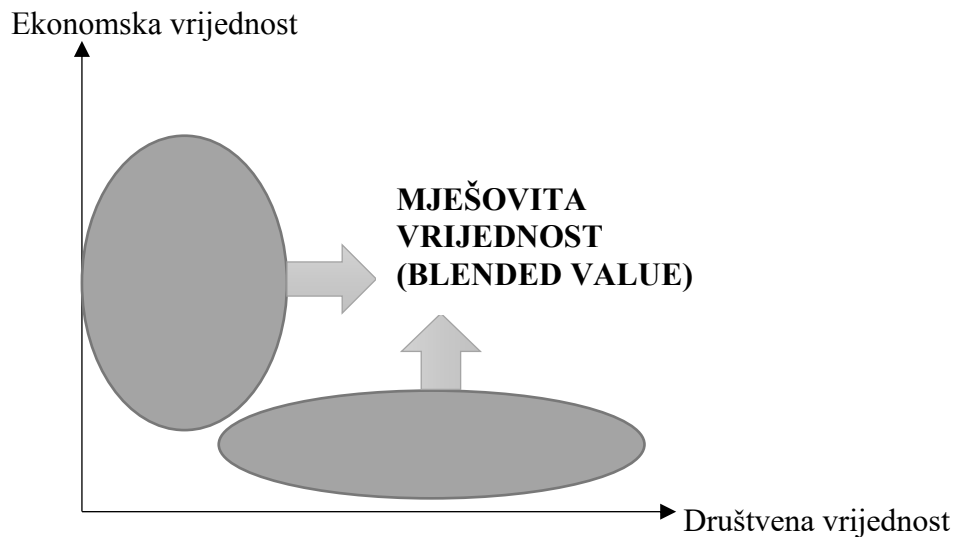 Ekonomska vrijednost
MJEŠOVITA
VRIJEDNOST
(BLENDED VALUE)
Društvena vrijednost